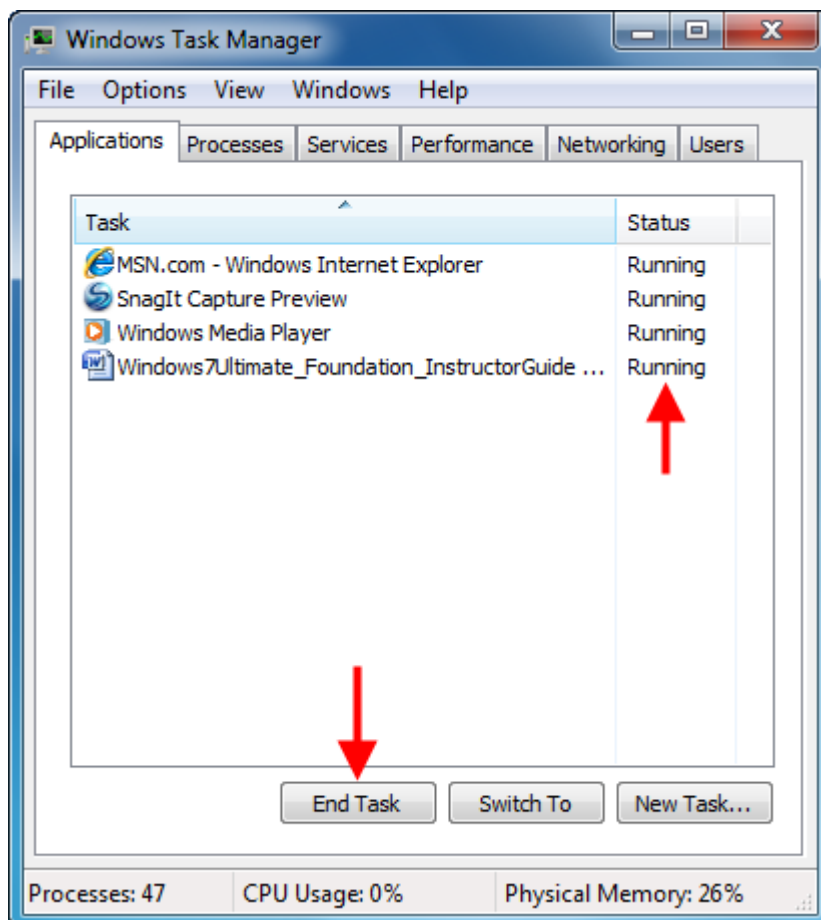 Windows Task Manager
File Options View Windows Help
Applications Processes Services Performance Networking Users
Task Status
MSN.com - Windows Internet Explorer Running
SnagIt Capture Preview Running
Windows Media Player Running
Windows7Ultimate_Foundation_InstructorGuide ... Running
End Task Switch To New Task...
Processes: 47 CPU Usage: 0% Physical Memory: 26%